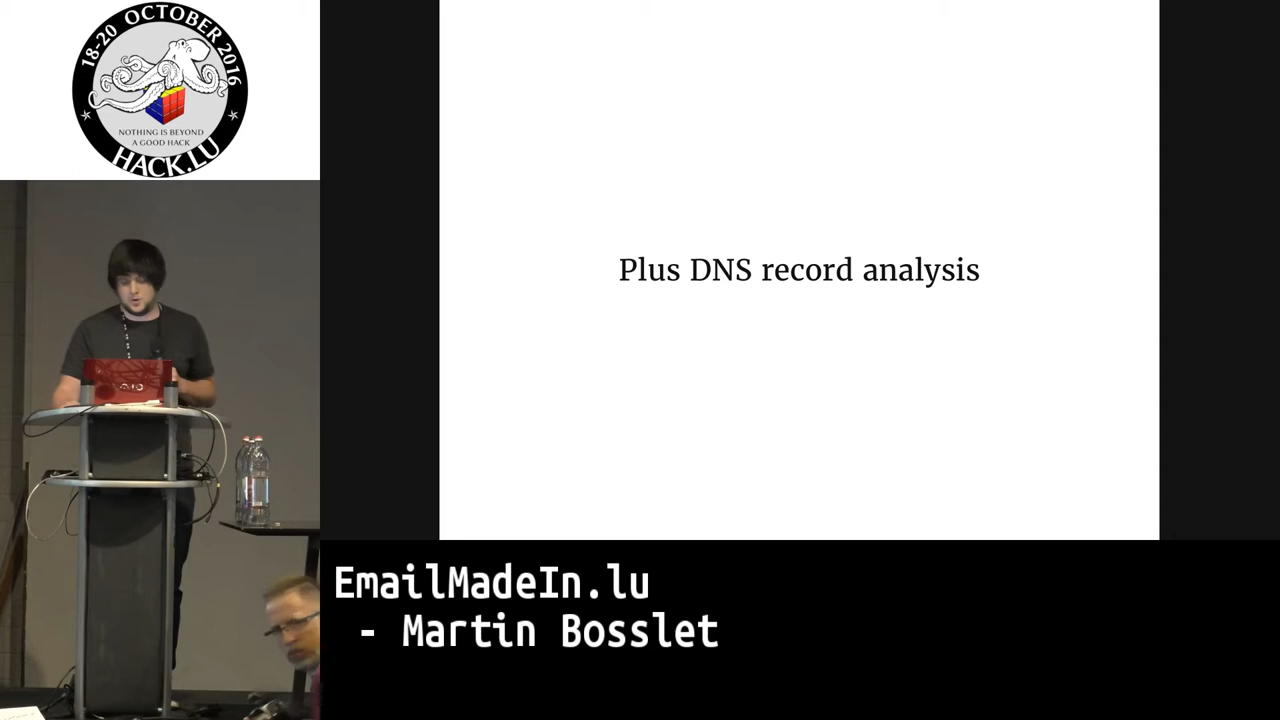 18-20 OCTOBER 2016
NOTHING IS BEYOND
A GOOD HACK
HACK.LU
Plus DNS record analysis
EmailMadeIn.lu
- Martin Bosslet